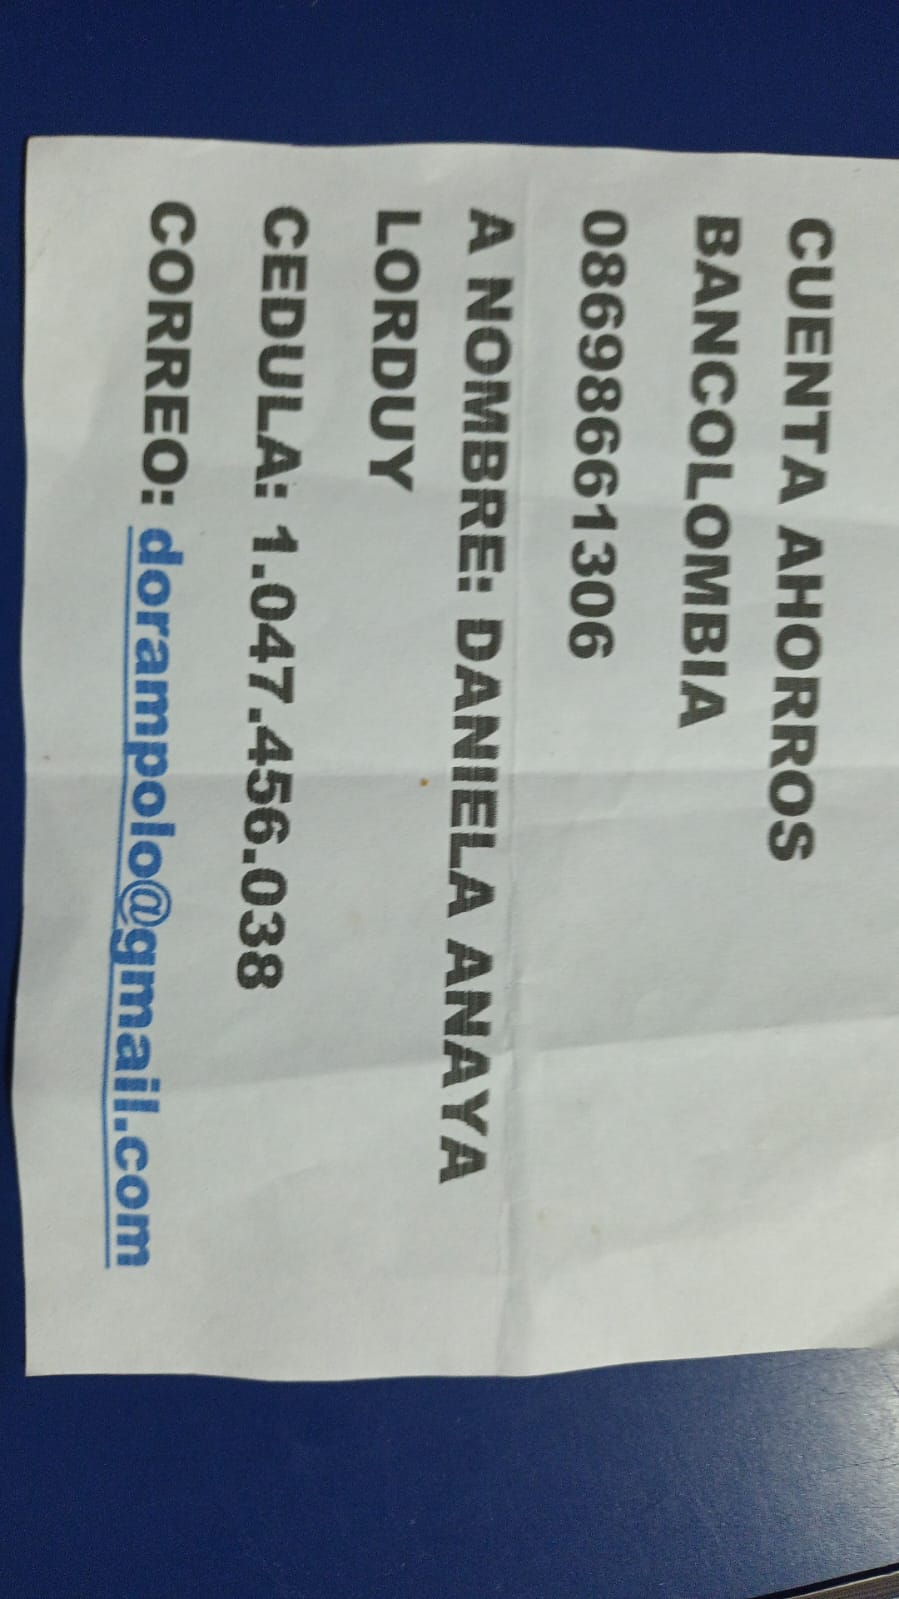 CUENTA AHORROS
BANCOLOMBIA
08698661306
A NOMBRE: DANIELA ANAYA
LORDUY
CEDULA: 1.047.456.038
CORREO: dorampolo@gmail.com